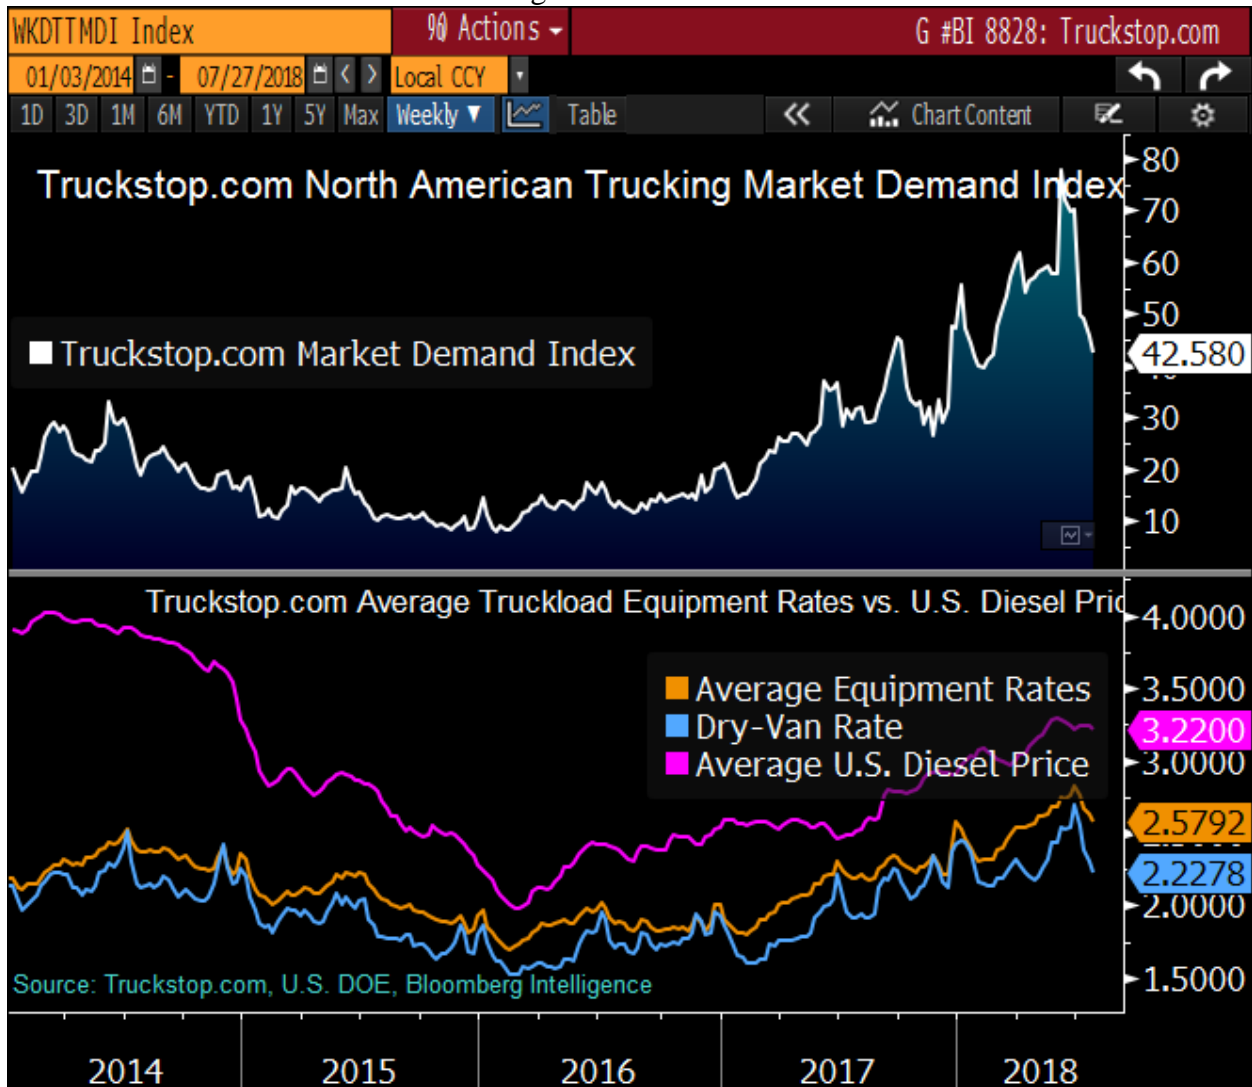 WKDTTMDI Index 90 Actions G #BI 8828: Truckstop.com
01/03/2014 - 07/27/2018 < > Local CCY
1D 3D 1M 6M YTD 1Y 5Y Max Weekly ▼ Table « Chart Content
Truckstop.com North American Trucking Market Demand Index
80
70
60
50
Truckstop.com Market Demand Index
42.580
30
20
10
Truckstop.com Average Truckload Equipment Rates vs. U.S. Diesel Pric
4.0000
Average Equipment Rates
3.5000
Dry-Van Rate
3.2200
Average U.S. Diesel Price
3.0000
2.5792
2.2278
2.0000
Source: Truckstop.com, U.S. DOE, Bloomberg Intelligence
1.5000
2014 2015 2016 2017 2018